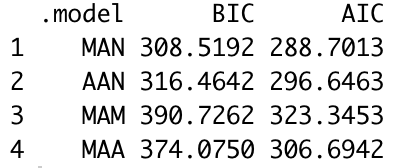 .model BIC AIC
1 MAN 308.5192 288.7013
2 AAN 316.4642 296.6463
3 MAM 390.7262 323.3453
4 MAA 374.0750 306.6942